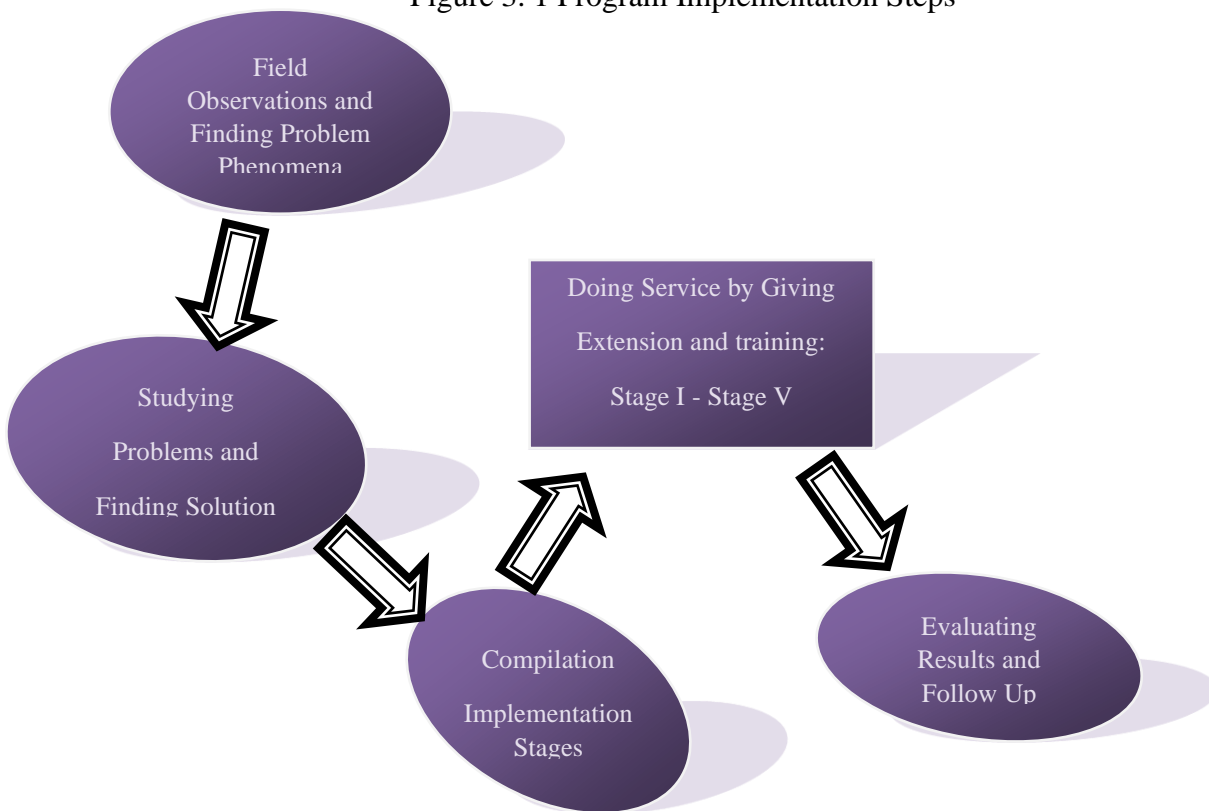 Figure 3. 1 Program Implementation Steps
Field
Observations and
Finding Problem
Phenomena
Studying
Problems and
Finding Solution
Compilation
Implementation
Stages
Doing Service by Giving
Extension and training:
Stage I - Stage V
Evaluating
Results and
Follow Up